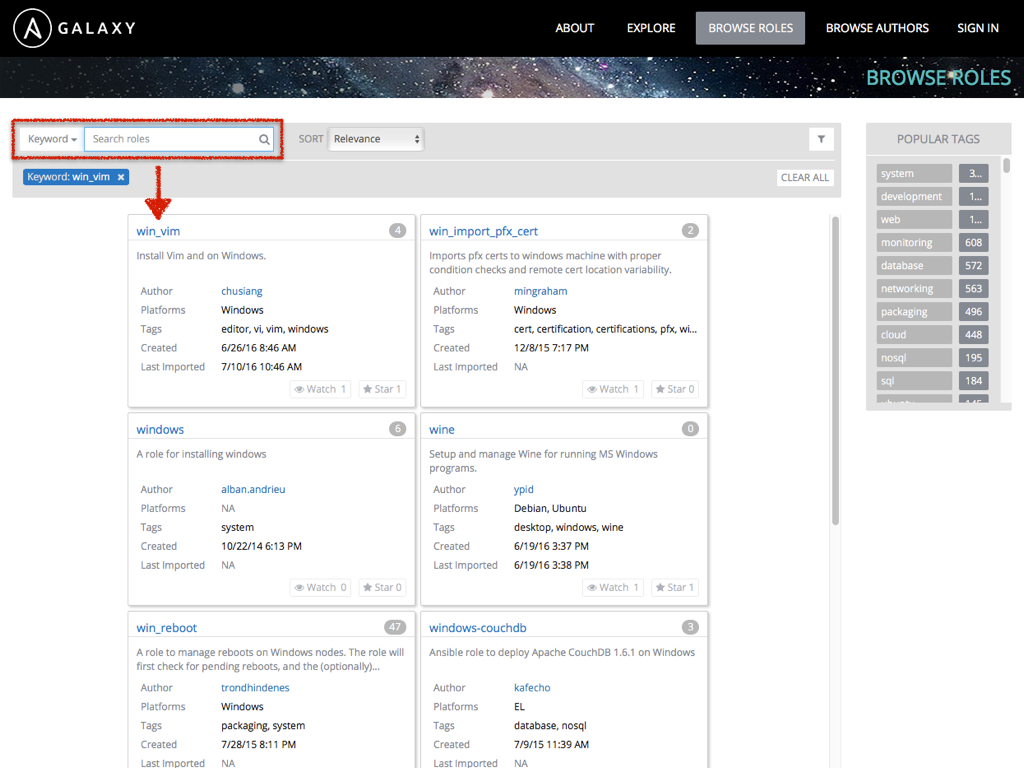 GALAXY
ABOUT EXPLORE BROWSE ROLES BROWSE AUTHORS SIGN IN
BROWSE ROLES
Keyword Search roles SORT Relevance
Keyword: win_vim × CLEAR ALL
win_vim 4
Install Vim and on Windows.
Author chusiang
Platforms Windows
Tags editor, vi, vim, windows
Created 6/26/16 8:46 AM
Last Imported 7/10/16 10:46 AM
Watch 1 Star 1
win_import_pfx_cert 2
Imports pfx certs to windows machine with proper
condition checks and remote cert location variability.
Author mingraham
Platforms Windows
Tags cert, certification, certifications, pfx, wi...
Created 12/8/15 7:17 PM
Last Imported NA
Watch 1 Star 0
windows 6
A role for installing windows
Author alban.andrieu
Platforms NA
Tags system
Created 10/22/14 6:13 PM
Last Imported NA
Watch 0 Star 0
wine 0
Setup and manage Wine for running MS Windows
programs.
Author ypid
Platforms Debian, Ubuntu
Tags desktop, windows, wine
Created 6/19/16 3:37 PM
Last Imported 6/19/16 3:38 PM
Watch 1 Star 1
win_reboot 47
A role to manage reboots on Windows nodes. The role will
first check for pending reboots, and the (optionally)...
Author trondhindenes
Platforms Windows
Tags packaging, system
Created 7/28/15 8:11 PM
Last Imported NA
windows-couchdb 3
Ansible role to deploy Apache CouchDB 1.6.1 on Windows
Author kafecho
Platforms EL
Tags database, nosql
Created 7/9/15 11:39 AM
Last Imported NA
POPULAR TAGS
system 3...
development 1...
web 1...
monitoring 608
database 572
networking 563
packaging 496
cloud 448
nosql 195
sql 184